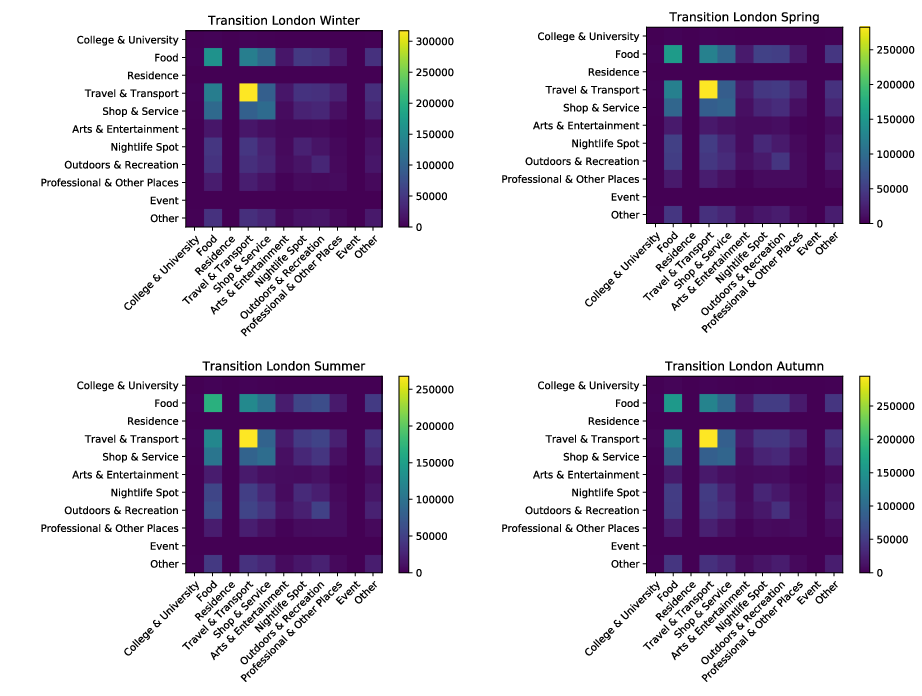 Transition London Winter
College & University
Food
Residence
Travel & Transport
Shop & Service
Arts & Entertainment
Nightlife Spot
Outdoors & Recreation
Professional & Other Places
Event
Other
College & University
Food
Residence
Travel & Transport
Shop & Service
Arts & Entertainment
Nightlife Spot
Outdoors & Recreation
Professional & Other Places
Event
Other
300000
250000
200000
150000
100000
50000
0
Transition London Spring
College & University
Food
Residence
Travel & Transport
Shop & Service
Arts & Entertainment
Nightlife Spot
Outdoors & Recreation
Professional & Other Places
Event
Other
College & University
Food
Residence
Travel & Transport
Shop & Service
Arts & Entertainment
Nightlife Spot
Outdoors & Recreation
Professional & Other Places
Event
Other
250000
200000
150000
100000
50000
0
Transition London Summer
College & University
Food
Residence
Travel & Transport
Shop & Service
Arts & Entertainment
Nightlife Spot
Outdoors & Recreation
Professional & Other Places
Event
Other
College & University
Food
Residence
Travel & Transport
Shop & Service
Arts & Entertainment
Nightlife Spot
Outdoors & Recreation
Professional & Other Places
Event
Other
250000
200000
150000
100000
50000
0
Transition London Autumn
College & University
Food
Residence
Travel & Transport
Shop & Service
Arts & Entertainment
Nightlife Spot
Outdoors & Recreation
Professional & Other Places
Event
Other
College & University
Food
Residence
Travel & Transport
Shop & Service
Arts & Entertainment
Nightlife Spot
Outdoors & Recreation
Professional & Other Places
Event
Other
250000
200000
150000
100000
50000
0